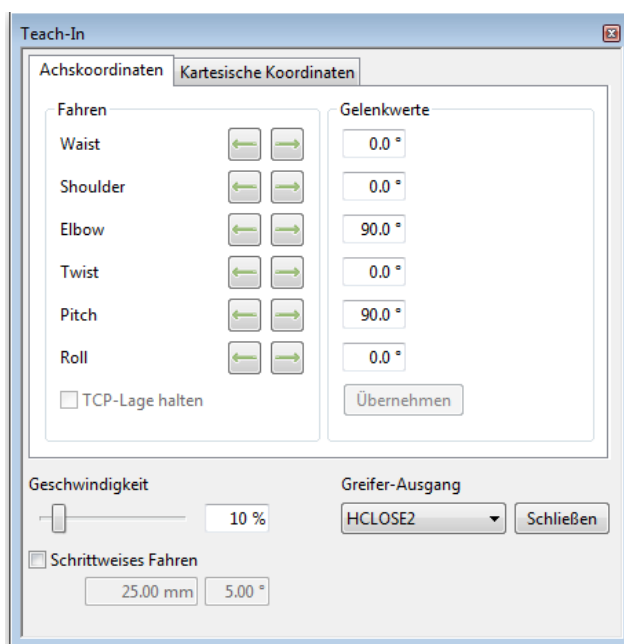 Teach-In
Achskoordinaten Kartesische Koordinaten
Fahren Gelenkwerte
Waist 0.0 °
Shoulder 0.0 °
Elbow 90.0 °
Twist 0.0 °
Pitch 90.0 °
Roll 0.0 °
TCP-Lage halten Übernehmen
Geschwindigkeit Greifer-Ausgang
10 % HCLOSE2 Schließen
Schrittweises Fahren
25.00 mm 5.00 °